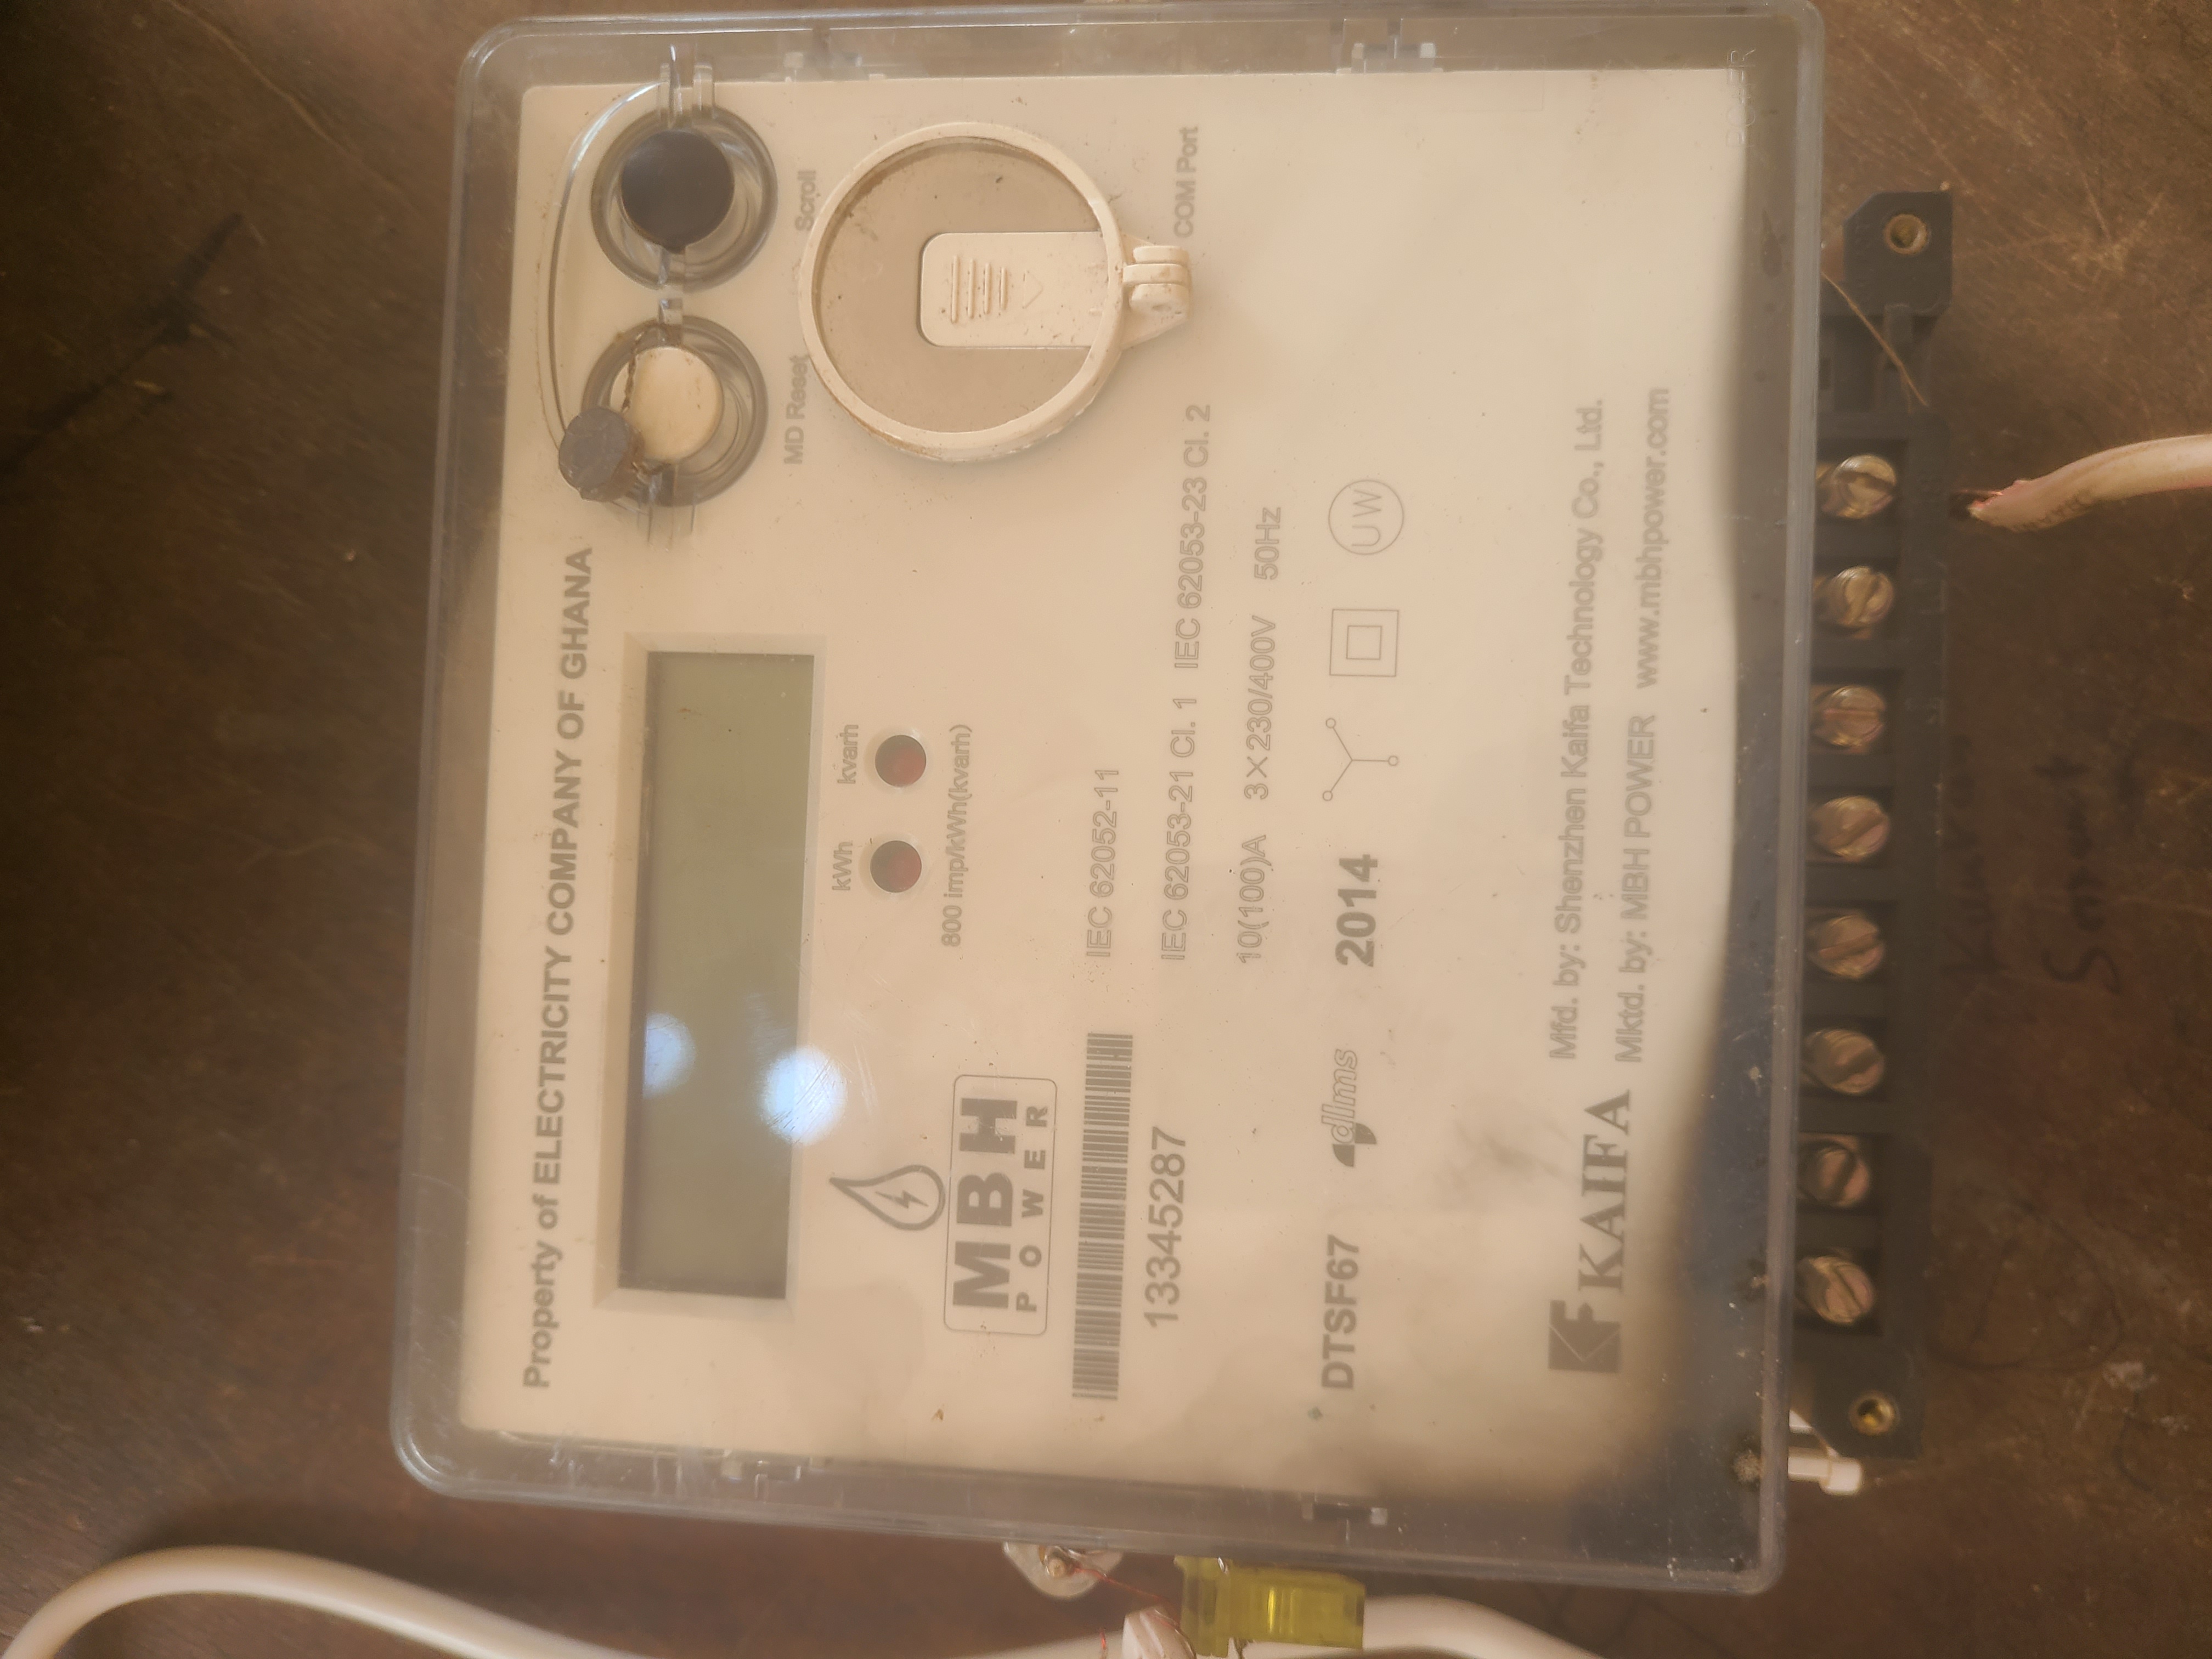 Property of ELECTRICITY COMPANY OF GHANA
MD Reset
Scroll
kWh kvarh
800 imp/kWh(kvarh)
MBH
POWER
13345287
IEC 62052-11
IEC 62053-21 Cl. 1 IEC 62053-23 Cl. 2
COM Port
10(100)A 3×230/400V 50Hz
DTSF67
dlms
2014
UW
KAIFA
Mfd. by: Shenzhen Kaifa Technology Co., Ltd.
Mktd. by: MBH POWER www.mbhpower.com
POWER